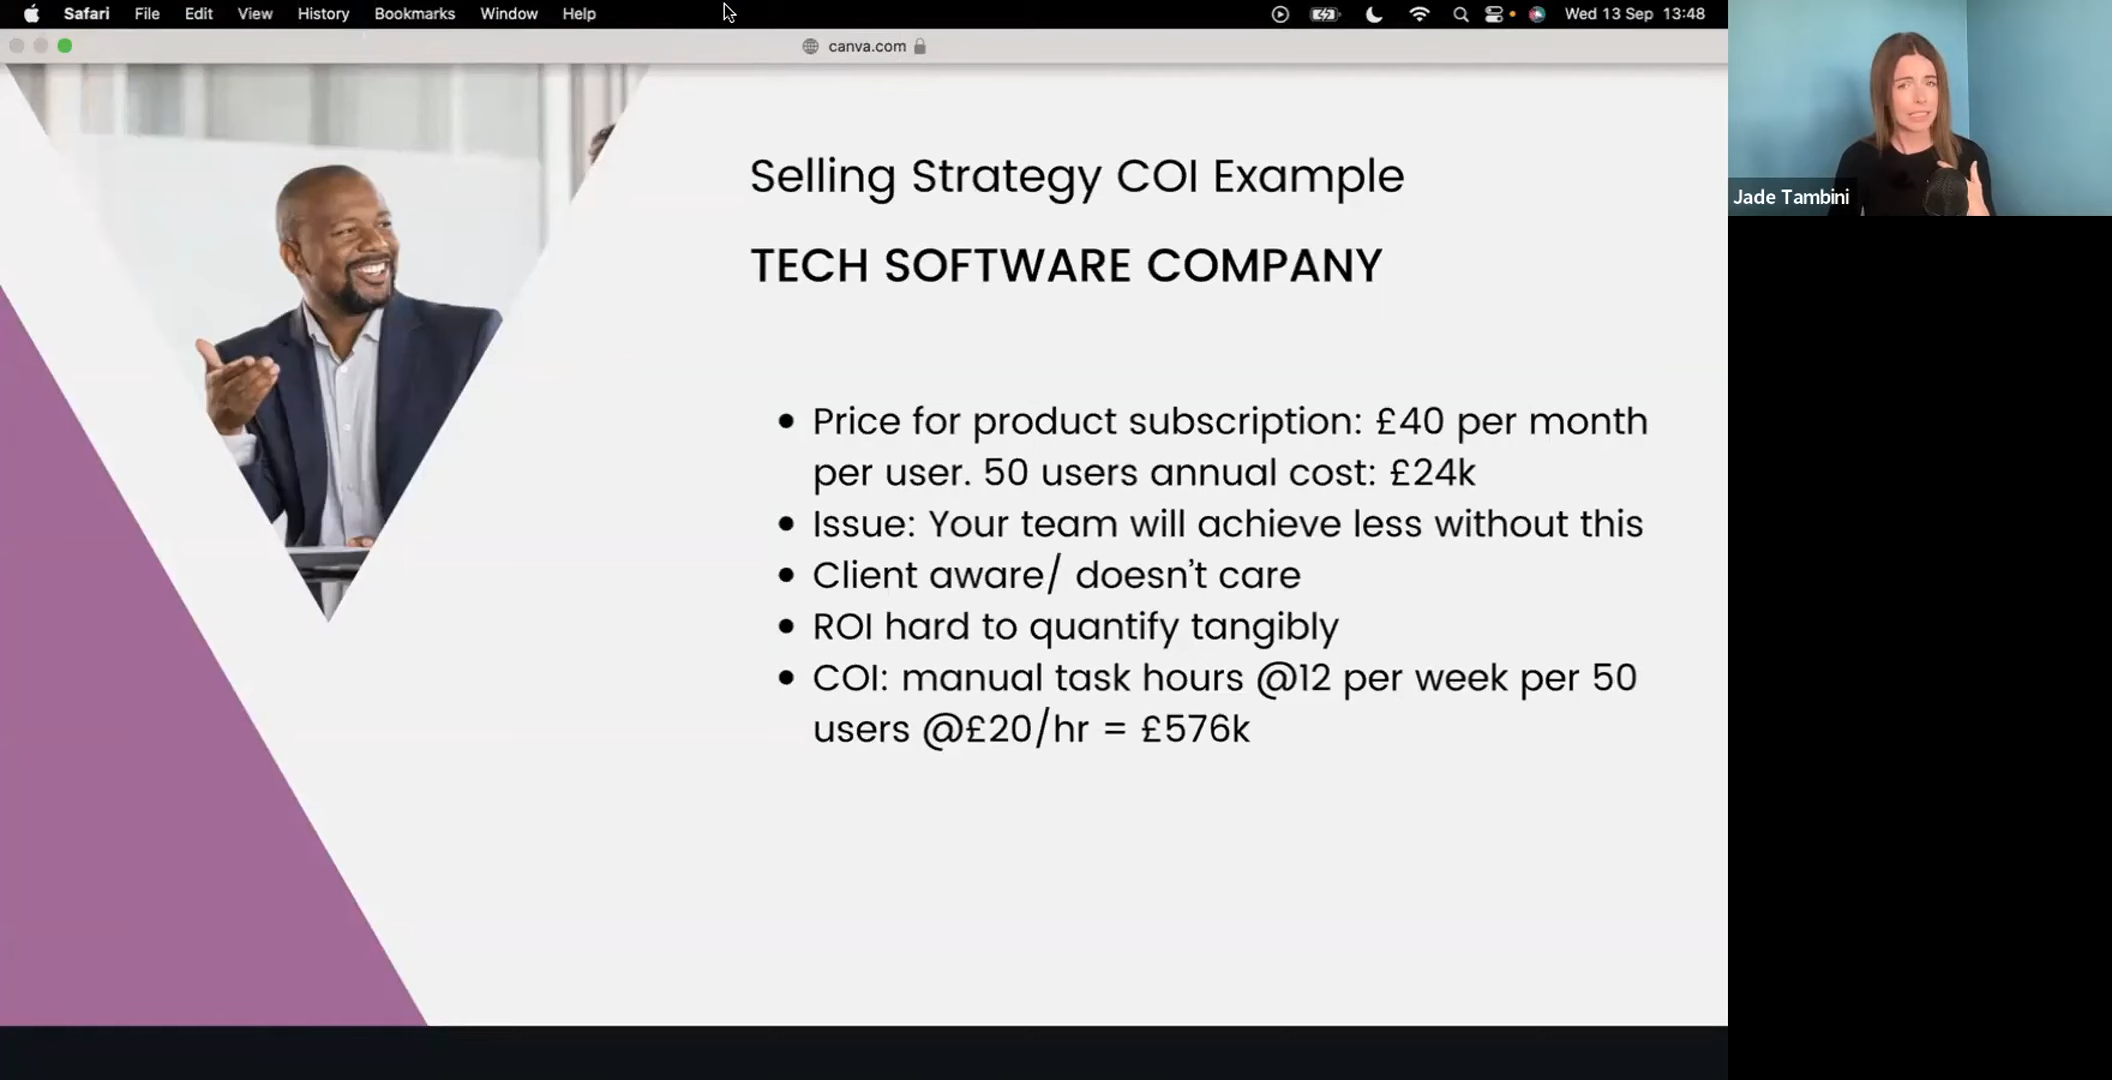 Safari File Edit View History Bookmarks Window Help Wed 13 Sep 13:48
canva.com
Jade Tambini
Selling Strategy COI Example
TECH SOFTWARE COMPANY
• Price for product subscription: £40 per month
per user. 50 users annual cost: £24k
• Issue: Your team will achieve less without this
• Client aware/ doesn't care
• ROI hard to quantify tangibly
• COI: manual task hours @12 per week per 50
users @£20/hr = £576k